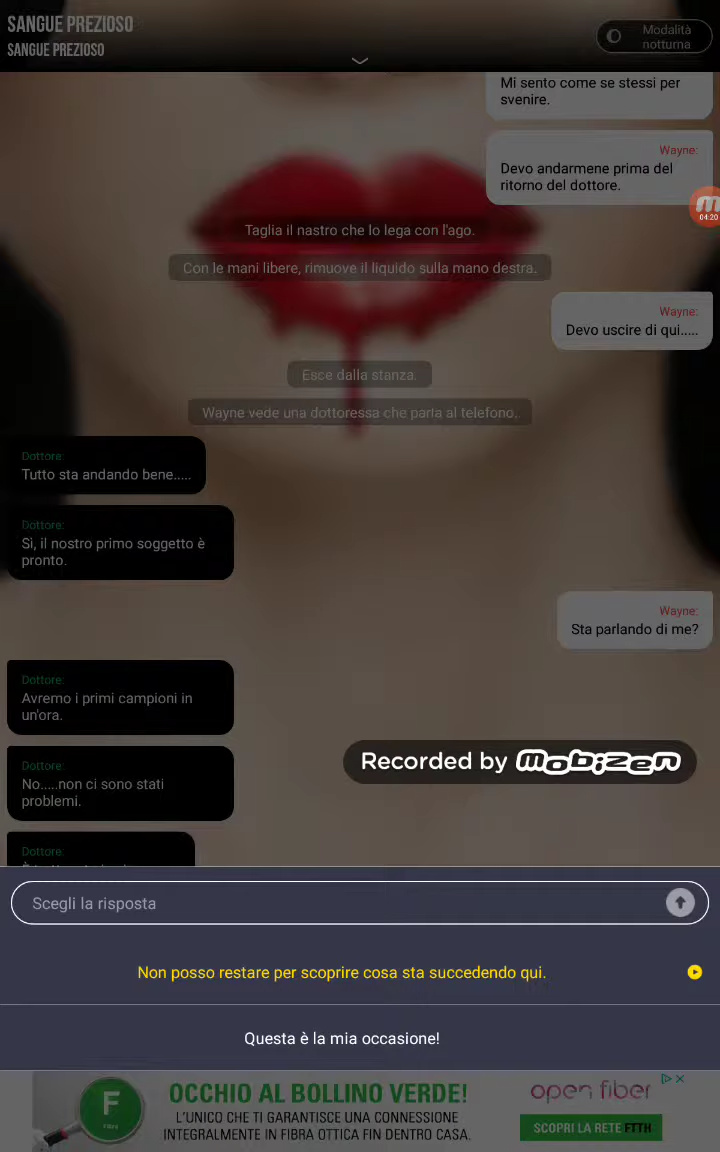 SANGUE PREZIOSO
SANGUE PREZIOSO
Modalità
notturna
Mi sento come se stessi per
svenire.
Wayne:
Devo andarmene prima del
ritorno del dottore.
04:20
Taglia il nastro che lo lega con l'ago.
Con le mani libere, rimuove il liquido sulla mano destra.
Wayne:
Devo uscire di qui.....
Esce dalla stanza.
Wayne vede una dottoressa che parla al telefono.
Dottore:
Tutto sta andando bene.....
Dottore:
Sì, il nostro primo soggetto è
pronto.
Wayne:
Sta parlando di me?
Dottore:
Avremo i primi campioni in
un'ora.
Recorded by mobizen
Dottore:
No.....non ci sono stati
problemi.
Dottore:
Scegli la risposta
Non posso restare per scoprire cosa sta succedendo qui.
Questa è la mia occasione!
F
FIBRA
OCCHIO AL BOLLINO VERDE!
L'UNICO CHE TI GARANTISCE UNA CONNESSIONE
INTEGRALMENTE IN FIBRA OTTICA FIN DENTRO CASA.
open fiber
SCOPRI LA RETE FTTH